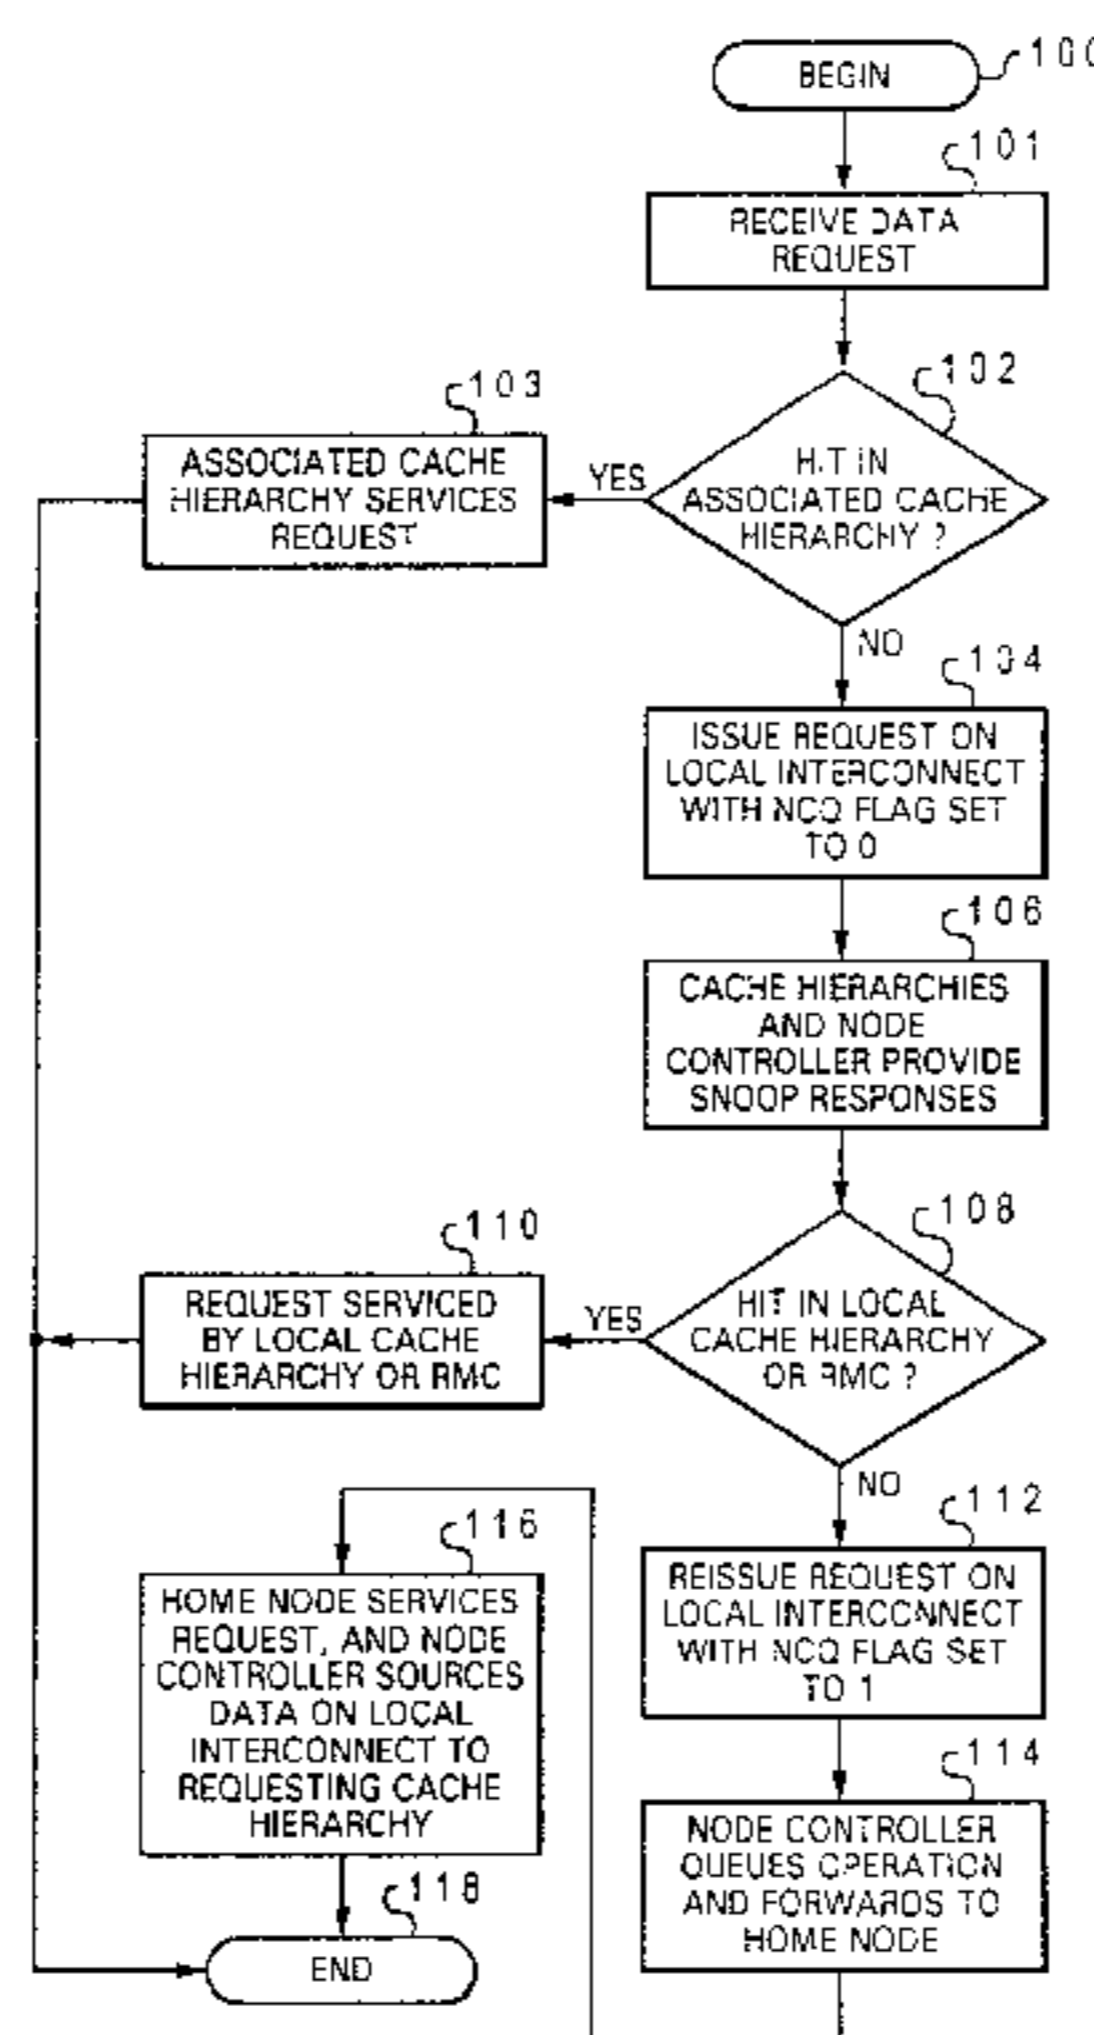 BEGIN
100
101
RECEIVE DATA
REQUEST
102
HIT IN
ASSOCIATED CACHE
HIERARCHY ?
YES
103
ASSOCIATED CACHE
HIERARCHY SERVICES
REQUEST
NO
104
ISSUE REQUEST ON
LOCAL INTERCONNECT
WITH NCQ FLAG SET
TO 0
106
CACHE HIERARCHIES
AND NODE
CONTROLLER PROVIDE
SNOOP RESPONSES
108
HIT IN LOCAL
CACHE HIERARCHY
OR RMC ?
YES
110
REQUEST SERVICED
BY LOCAL CACHE
HIERARCHY OR RMC
NO
112
REISSUE REQUEST ON
LOCAL INTERCONNECT
WITH NCQ FLAG SET
TO 1
114
NODE CONTROLLER
QUEUES OPERATION
AND FORWARDS TO
HOME NODE
116
HOME NODE SERVICES
REQUEST, AND NODE
CONTROLLER SOURCES
DATA ON LOCAL
INTERCONNECT TO
REQUESTING CACHE
HIERARCHY
118
END